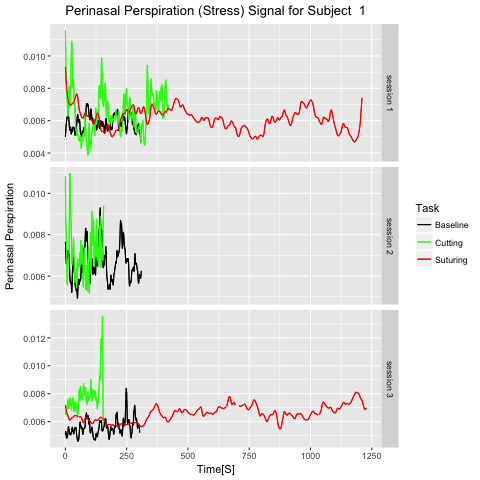 Perinasal Perspiration (Stress) Signal for Subject  1
Perinasal Perspiration
0.010
0.008
0.006
0.004
session 1
0.010
0.008
0.006
session 2
0.012
0.010
0.008
0.006
session 3
0
250
500
750
1000
1250
Time[S]
Task
Baseline
Cutting
Suturing